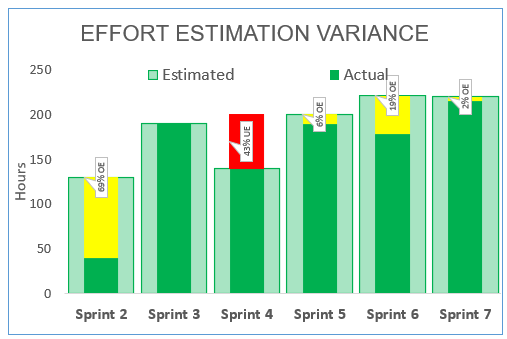 EFFORT ESTIMATION VARIANCE
Estimated
Actual
Hours
250
200
150
100
50
0
69% OE
43% UE
6% OE
19% OE
2% OE
Sprint 2
Sprint 3
Sprint 4
Sprint 5
Sprint 6
Sprint 7